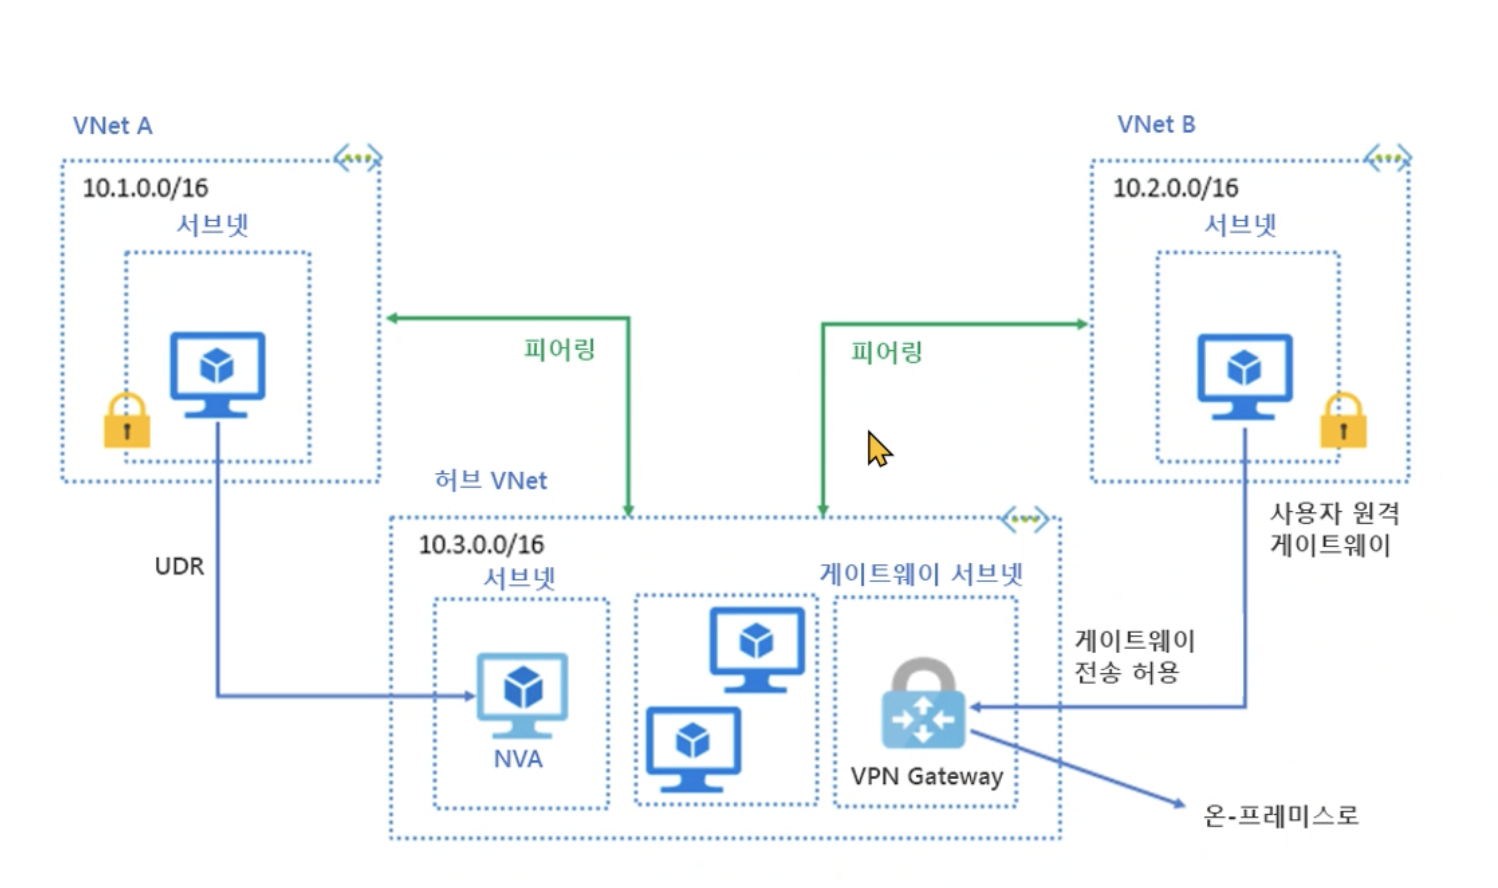 VNet A
10.1.0.0/16
서브넷
VNet B
10.2.0.0/16
서브넷
피어링
피어링
허브 VNet
10.3.0.0/16
서브넷
게이트웨이 서브넷
UDR
사용자 원격
게이트웨이
게이트웨이
전송 허용
NVA
VPN Gateway
온-프레미스로